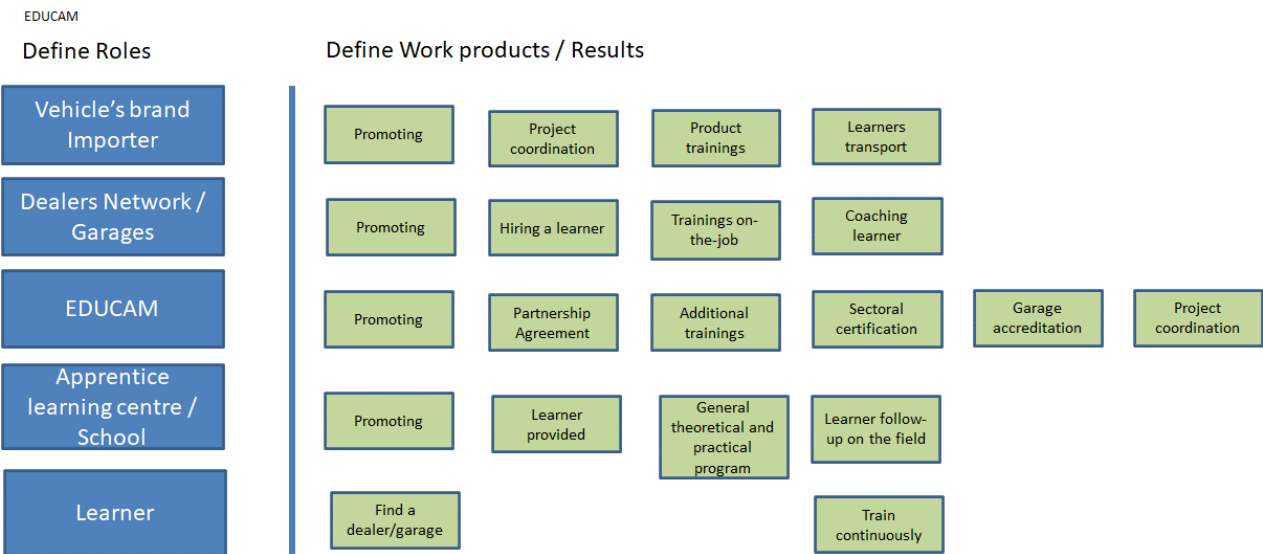 EDUCAM
Define Roles
Define Work products / Results
Vehicle's brand
Importer
Promoting
Project
coordination
Product
trainings
Learners
transport
Dealers Network /
Garages
Promoting
Hiring a learner
Trainings on-
the-job
Coaching
learner
EDUCAM
Promoting
Partnership
Agreement
Additional
trainings
Sectoral
certification
Garage
accreditation
Project
coordination
Apprentice
learning centre /
School
Promoting
Learner
provided
General
theoretical and
practical
program
Learner follow-
up on the field
Learner
Find a
dealer/garage
Train
continuously